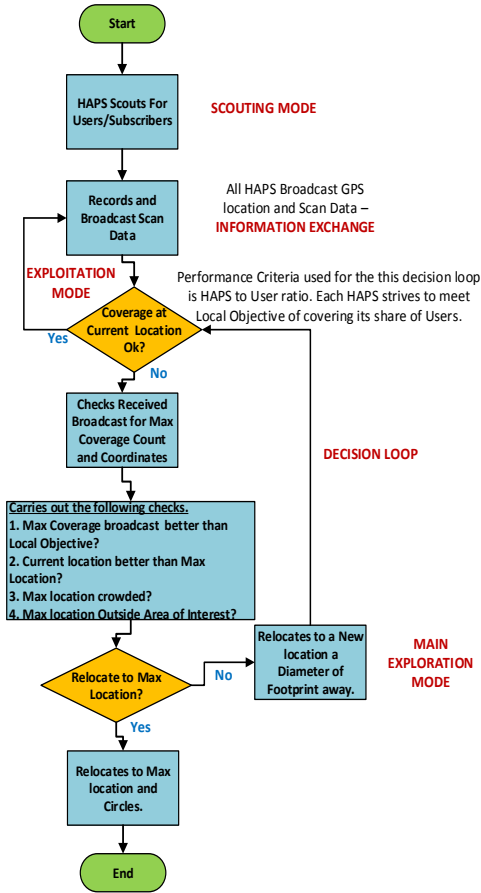 Start
HAPS Scouts For
Users/Subscribers
SCOUTING MODE
Records and
Broadcast Scan
Data
All HAPS Broadcast GPS
location and Scan Data –
INFORMATION EXCHANGE
EXPLOITATION
MODE
Performance Criteria used for the this decision loop
is HAPS to User ratio. Each HAPS strives to meet
Local Objective of covering its share of Users.
Coverage at
Current Location
Ok?
Yes
No
Checks Received
Broadcast for Max
Coverage Count
and Coordinates
DECISION LOOP
Carries out the following checks.
1. Max Coverage broadcast better than
Local Objective?
2. Current location better than Max
Location?
3. Max location crowded?
4. Max location Outside Area of Interest?
Relocate to Max
Location?
No
Relocates to a New
location a
Diameter of
Footprint away.
MAIN
EXPLORATION
MODE
Yes
Relocates to Max
location and
Circles.
End